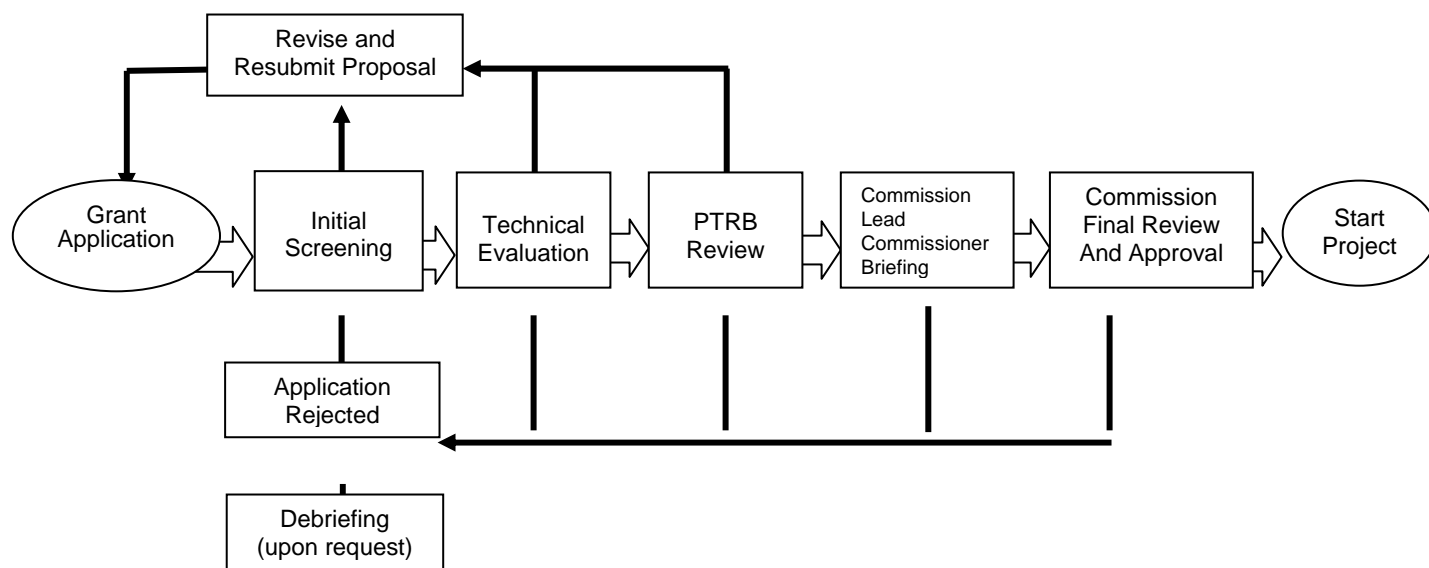 Revise and
Resubmit Proposal
Grant
Application
Initial
Screening
Technical
Evaluation
PTRB
Review
Commission
Lead
Commissioner
Briefing
Commission
Final Review
And Approval
Start
Project
Application
Rejected
Debriefing
(upon request)